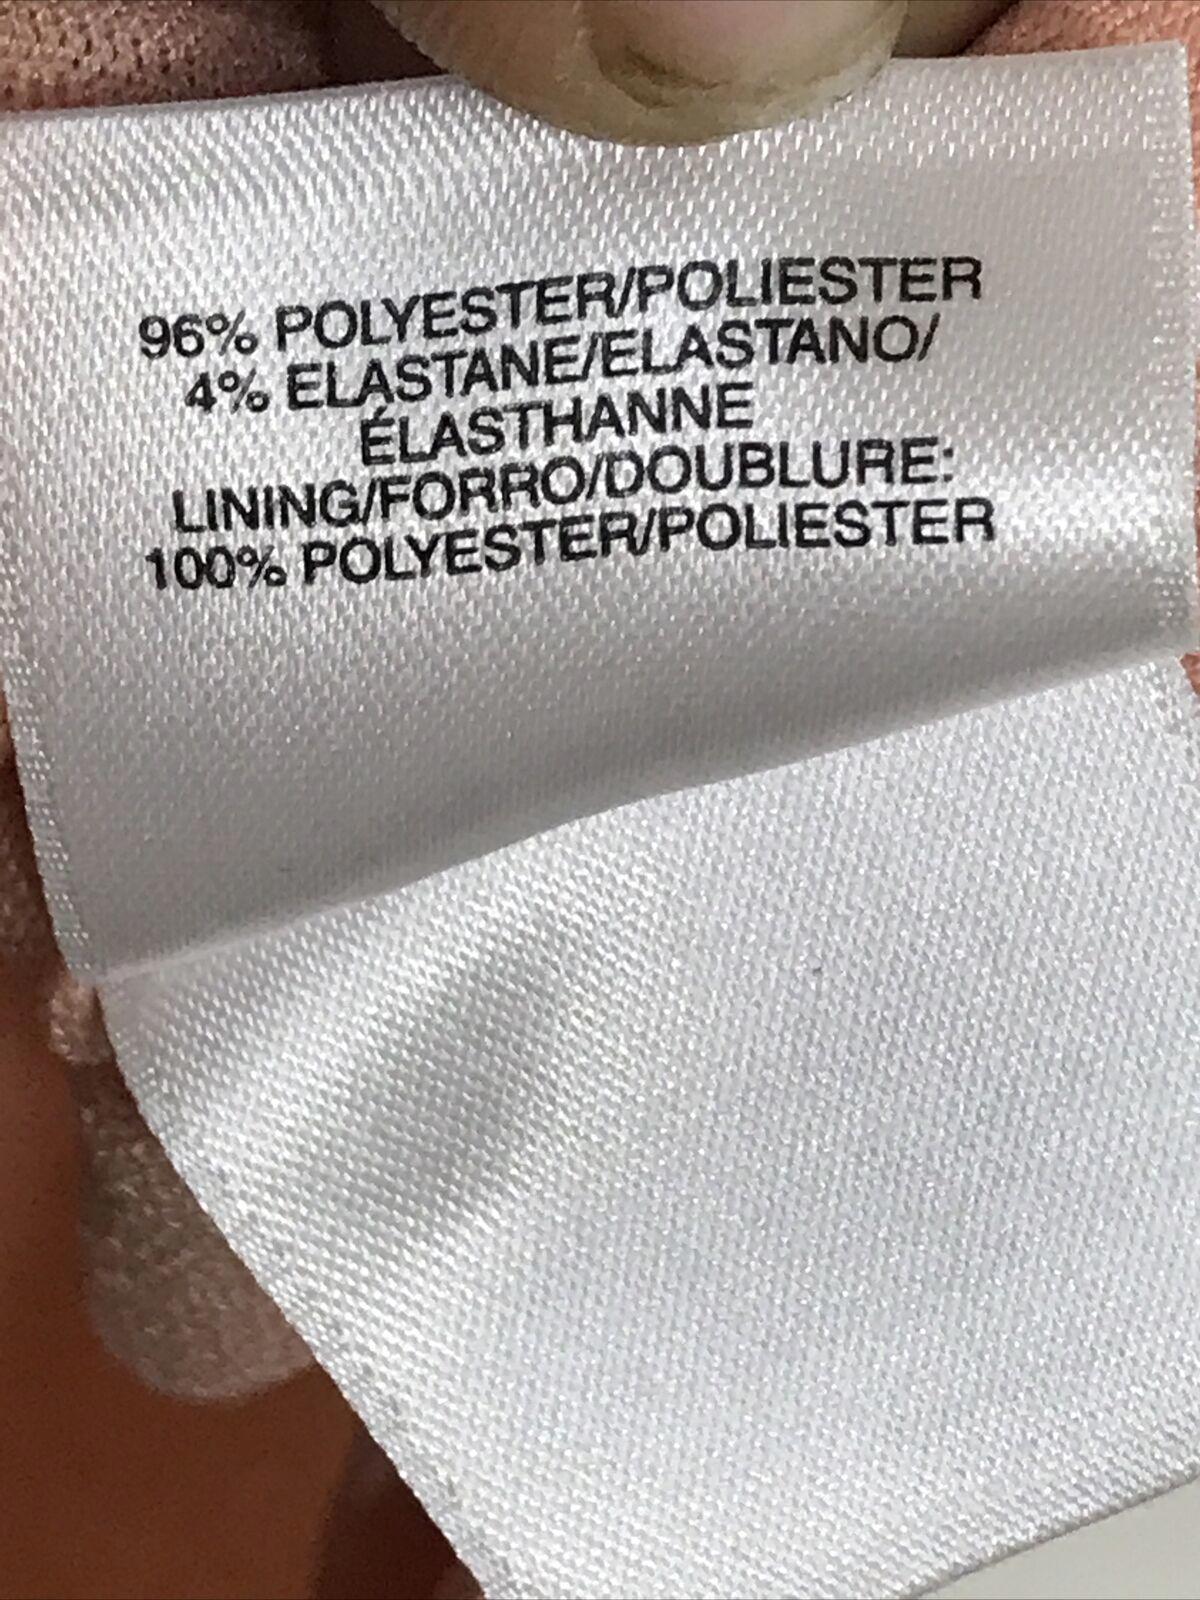 96% POLYESTER/POLIESTER
4% ELASTANE/ELASTANO/
ÉLASTHANNE
LINING/FORRO/DOUBLURE:
100% POLYESTER/POLIESTER